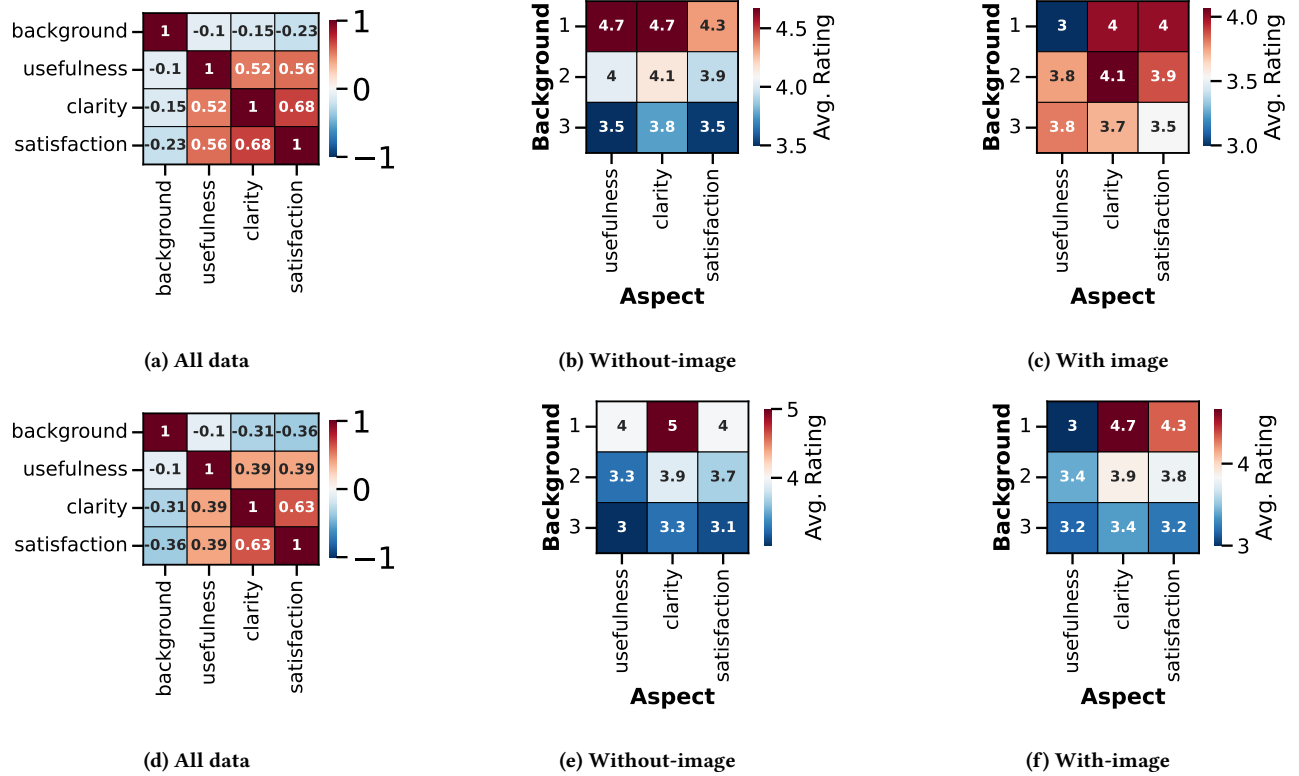 background 1 -0.1 -0.15 -0.23
usefulness -0.1 1 0.52 0.56
clarity -0.15 0.52 1 0.68
satisfaction -0.23 0.56 0.68 1
1
0
−1
background
usefulness
clarity
satisfaction
(a) All data
Background
1 4.7 4.7 4.3
2 4 4.1 3.9
3 3.5 3.8 3.5
4.5
4.0
3.5
Avg. Rating
usefulness
clarity
satisfaction
Aspect
(b) Without-image
Background
1 3 4 4
2 3.8 4.1 3.9
3 3.8 3.7 3.5
4.0
3.5
3.0
Avg. Rating
usefulness
clarity
satisfaction
Aspect
(c) With image
background 1 -0.1 -0.31 -0.36
usefulness -0.1 1 0.39 0.39
clarity -0.31 0.39 1 0.63
satisfaction -0.36 0.39 0.63 1
1
0
−1
background
usefulness
clarity
satisfaction
(d) All data
Background
1 4 5 4
2 3.3 3.9 3.7
3 3 3.3 3.1
5
4
Avg. Rating
usefulness
clarity
satisfaction
Aspect
(e) Without-image
Background
1 3 4.7 4.3
2 3.4 3.9 3.8
3 3.2 3.4 3.2
4
3
Avg. Rating
usefulness
clarity
satisfaction
Aspect
(f) With-image